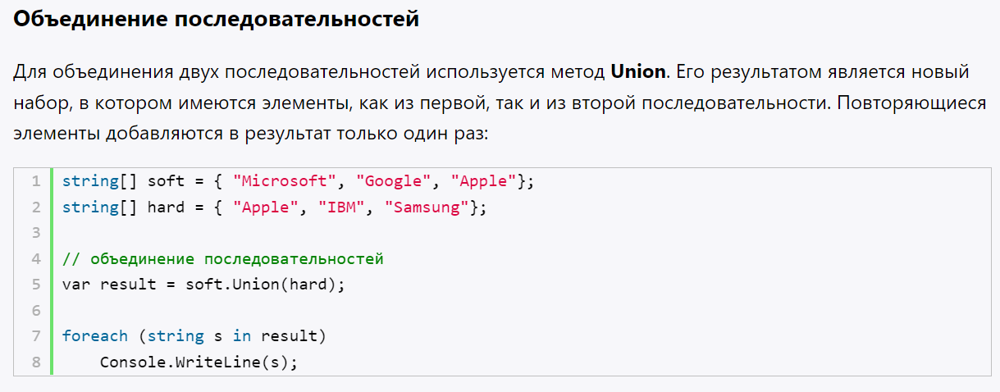 Объединение последовательностей
Для объединения двух последовательностей используется метод Union. Его результатом является новый
набор, в котором имеются элементы, как из первой, так и из второй последовательности. Повторяющиеся
элементы добавляются в результат только один раз:
1 string[] soft = { "Microsoft", "Google", "Apple"};
2 string[] hard = { "Apple", "IBM", "Samsung"};
3
4 // объединение последовательностей
5 var result = soft.Union(hard);
6
7 foreach (string s in result)
8     Console.WriteLine(s);